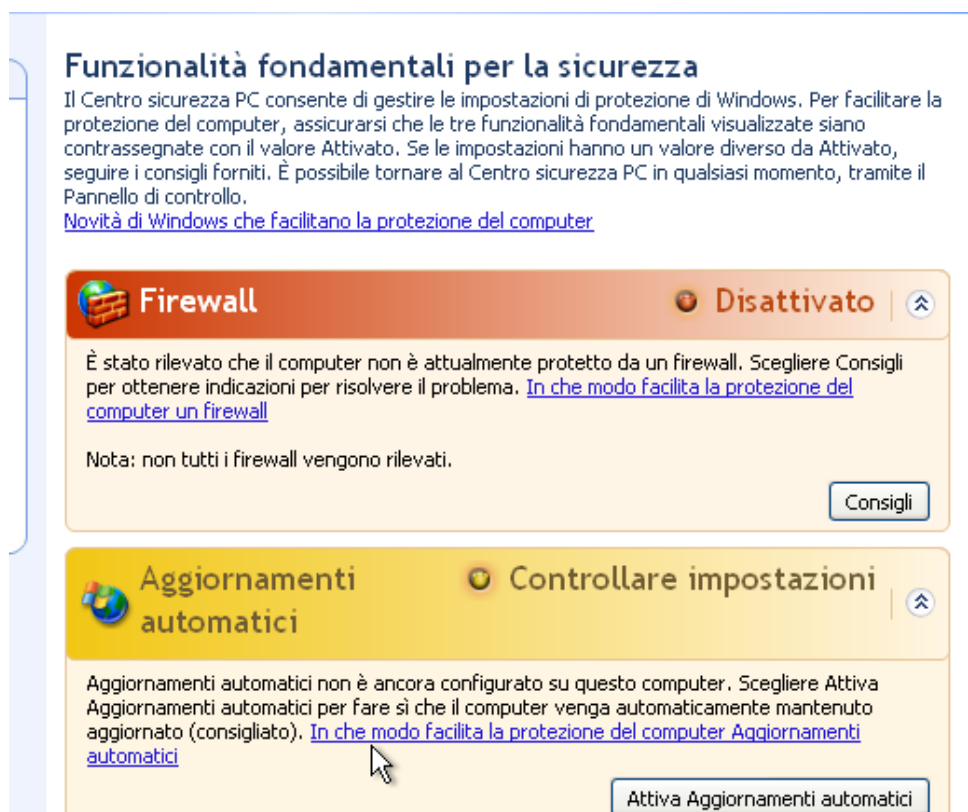 Funzionalità fondamentali per la sicurezza
Il Centro sicurezza PC consente di gestire le impostazioni di protezione di Windows. Per facilitare la
protezione del computer, assicurarsi che le tre funzionalità fondamentali visualizzate siano
contrassegnate con il valore Attivato. Se le impostazioni hanno un valore diverso da Attivato,
seguire i consigli forniti. È possibile tornare al Centro sicurezza PC in qualsiasi momento, tramite il
Pannello di controllo.
Novità di Windows che facilitano la protezione del computer
Firewall Disattivato
È stato rilevato che il computer non è attualmente protetto da un firewall. Scegliere Consigli
per ottenere indicazioni per risolvere il problema. In che modo facilita la protezione del
computer un firewall
Nota: non tutti i firewall vengono rilevati.
Consigli
Aggiornamenti Controllare impostazioni
automatici
Aggiornamenti automatici non è ancora configurato su questo computer. Scegliere Attiva
Aggiornamenti automatici per fare sì che il computer venga automaticamente mantenuto
aggiornato (consigliato). In che modo facilita la protezione del computer Aggiornamenti
automatici
Attiva Aggiornamenti automatici